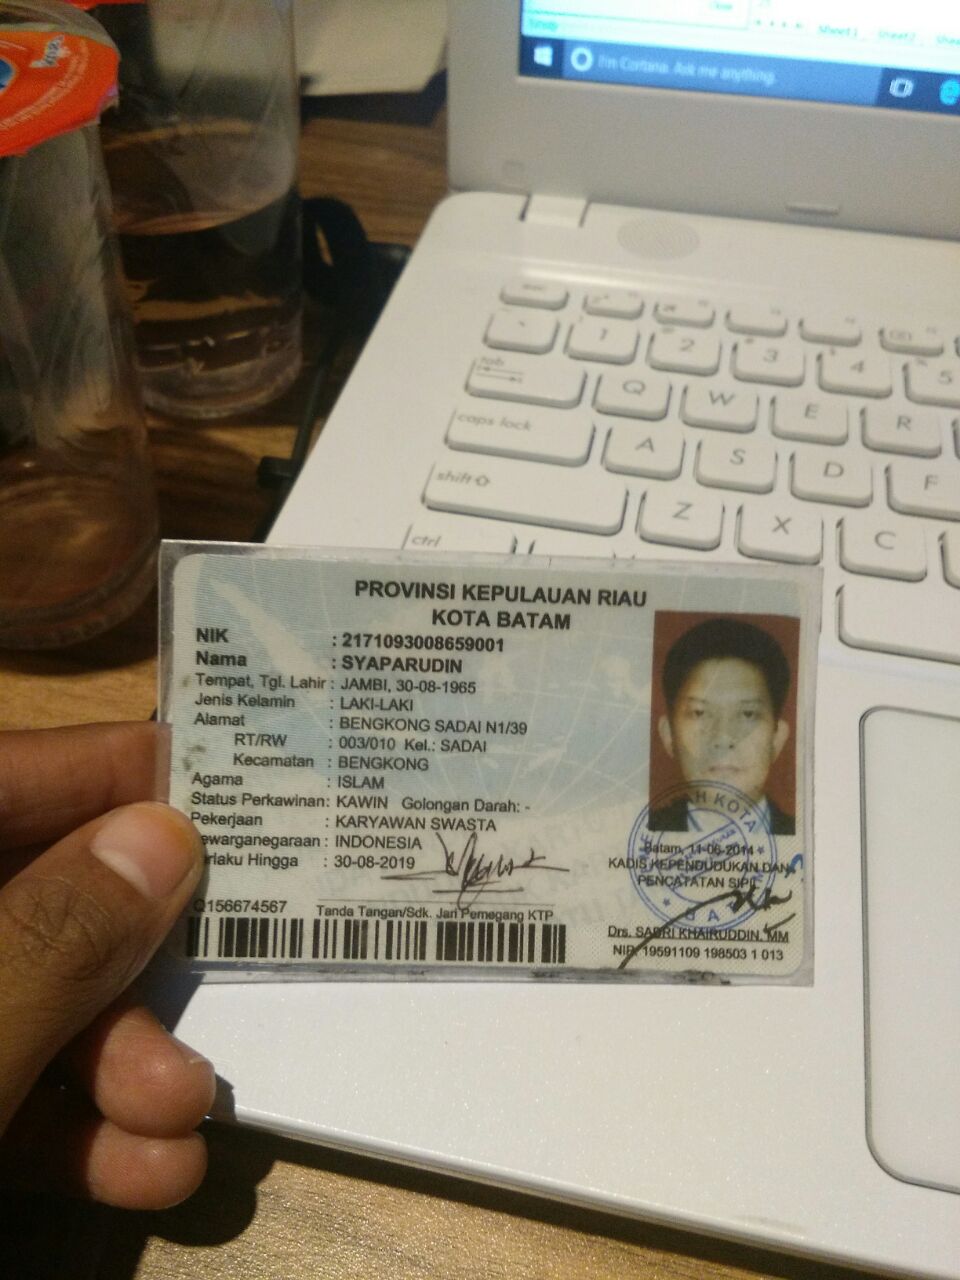 I'm Cortana. Ask me anything.
Sheet1 Sheet2
tab
1 2 3 4 5
Q W E R
caps lock A S D F
shift Z X C
ctrl
PROVINSI KEPULAUAN RIAU
KOTA BATAM
NIK : 2171093008659001
Nama : SYAPARUDIN
Tempat, Tgl. Lahir : JAMBI, 30-08-1965
Jenis Kelamin : LAKI-LAKI
Alamat : BENGKONG SADAI N1/39
RT/RW : 003/010 Kel.: SADAI
Kecamatan : BENGKONG
Agama : ISLAM
Status Perkawinan: KAWIN Golongan Darah: -
Pekerjaan : KARYAWAN SWASTA
ewarganegaraan : INDONESIA
rlaku Hingga : 30-08-2019
Batam, 11-06-2014
KADIS KEPENDUDUKAN DAN
PENCATATAN SIPIL
Q156674567
Tanda Tangan/Sdk. Jari Pemegang KTP
Drs. SADRI KHAIRUDDIN, MM
NIP. 19591109 198503 1 013